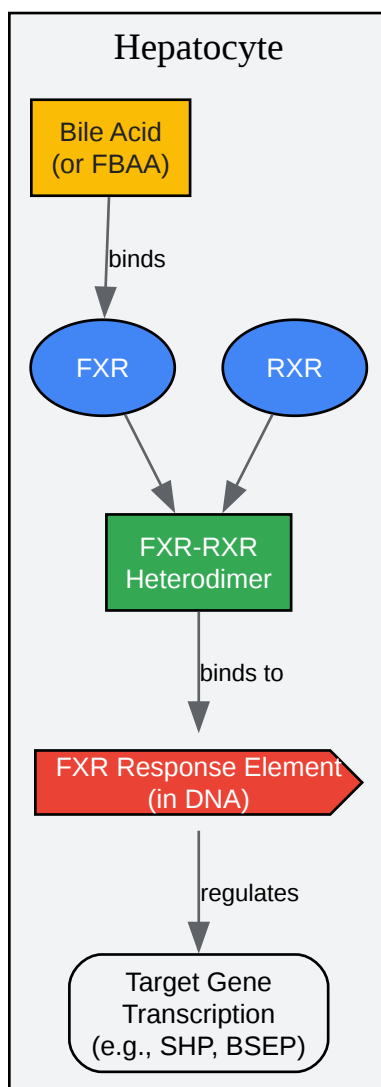 Hepatocyte
Bile Acid
(or FBAA)
binds
FXR
RXR
FXR-RXR
Heterodimer
binds to
FXR Response Element
(in DNA)
regulates
Target Gene
Transcription
(e.g., SHP, BSEP)